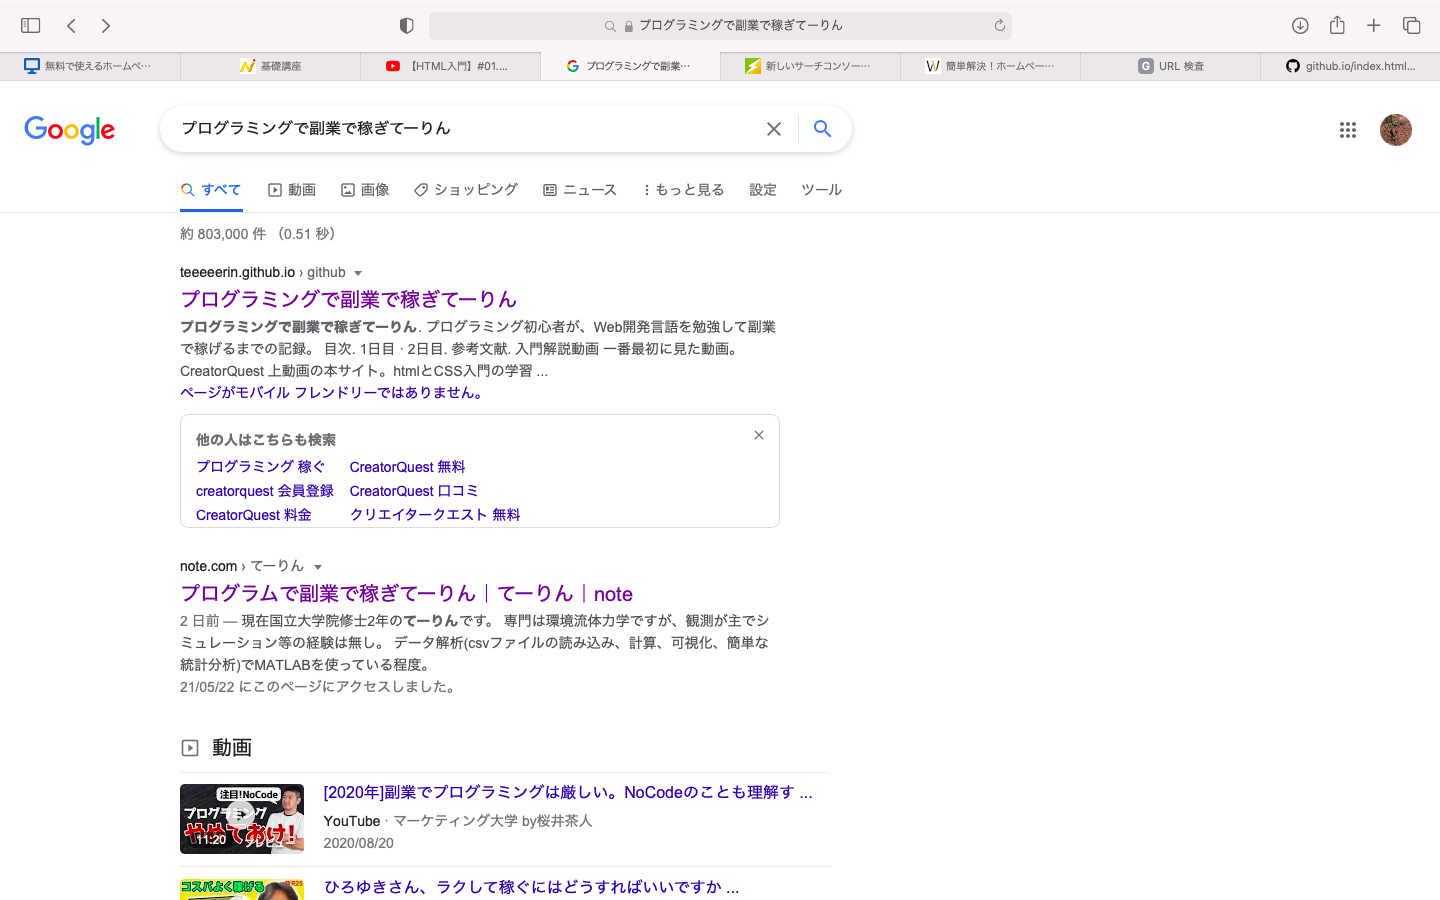 プログラミングで副業で稼ぎてーりん
無料で使えるホームペ…
基礎講座
【HTML入門】#01....
プログラミングで副業…
新しいサーチコンソー…
簡単解決！ホームペー…
G URL 検査
github.io/index.html...
Google
プログラミングで副業で稼ぎてーりん
すべて 動画 画像 ショッピング ニュース もっと見る 設定 ツール
約 803,000 件 （0.51 秒）
teeeeerin.github.io › github
プログラミングで副業で稼ぎてーりん
プログラミングで副業で稼ぎてーりん. プログラミング初心者が、Web開発言語を勉強して副業
で稼げるまでの記録。 目次. 1日目 · 2日目. 参考文献. 入門解説動画 一番最初に見た動画。
CreatorQuest 上動画の本サイト。htmlとCSS入門の学習 ...
ページがモバイル フレンドリーではありません。
他の人はこちらも検索
プログラミング 稼ぐ CreatorQuest 無料
creatorquest 会員登録 CreatorQuest 口コミ
CreatorQuest 料金 クリエイタークエスト 無料
note.com › てーりん
プログラムで副業で稼ぎてーりん｜てーりん｜note
2 日前 — 現在国立大学院修士2年のてーりんです。 専門は環境流体力学ですが、観測が主でシ
ミュレーション等の経験は無し。 データ解析(csvファイルの読み込み、計算、可視化、簡単な
統計分析)でMATLABを使っている程度。
21/05/22 にこのページにアクセスしました。
動画
注目!NoCode
プログラミング
やめておけ!
11:20
プレビュー
[2020年]副業でプログラミングは厳しい。NoCodeのことも理解す ...
YouTube · マーケティング大学 by桜井茶人
2020/08/20
コスパよく稼げる
R25
ひろゆきさん、ラクして稼ぐにはどうすればいいですか ...